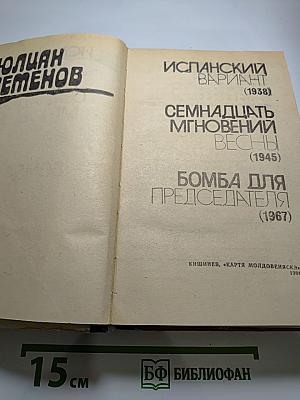 ЮЛИАН
СЕМЕНОВ
ИСПАНСКИЙ
ВАРИАНТ
(1938)
СЕМНАДЦАТЬ
МГНОВЕНИЙ
ВЕСНЫ
(1945)
БОМБА ДЛЯ
ПРЕДСЕДАТЕЛЯ
(1967)
КИШИНЕВ, «КАРТЯ МОЛДОВЕНЯСКЭ»
15 см
БФ БИБЛИОФАН